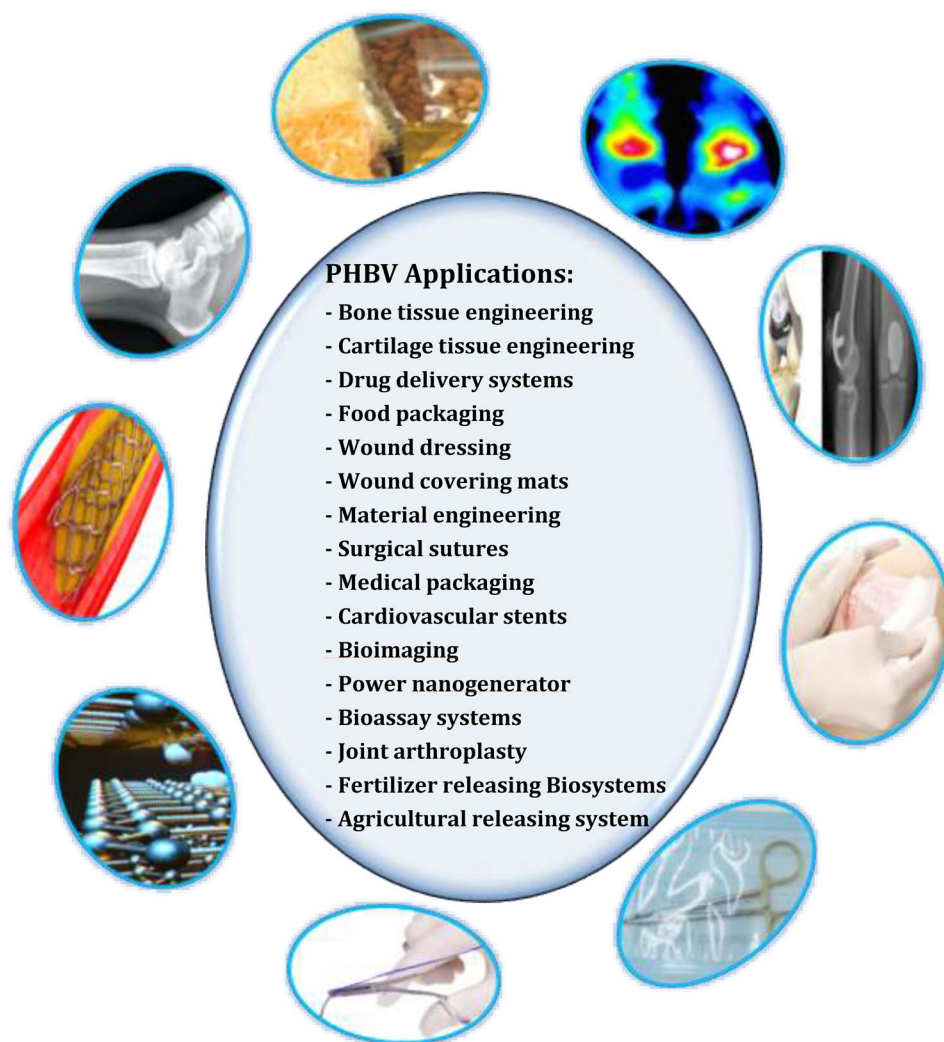 PHBV Applications:
- Bone tissue engineering
- Cartilage tissue engineering
- Drug delivery systems
- Food packaging
- Wound dressing
- Wound covering mats
- Material engineering
- Surgical sutures
- Medical packaging
- Cardiovascular stents
- Bioimaging
- Power nanogenerator
- Bioassay systems
- Joint arthroplasty
- Fertilizer releasing Biosystems
- Agricultural releasing system